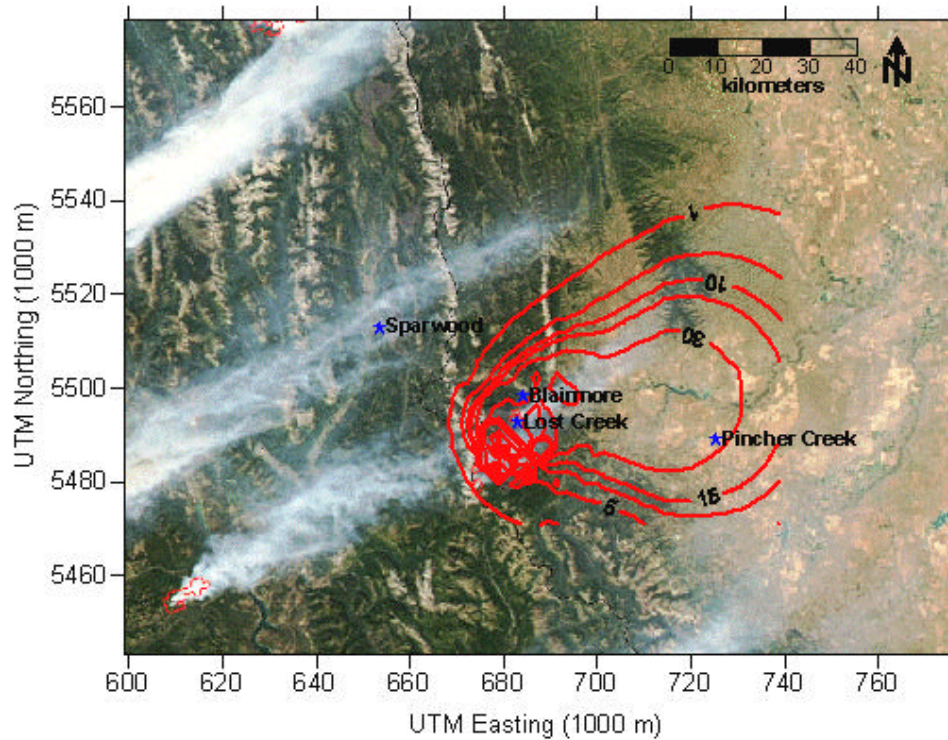 0 10 20 30 40
kilometers
N
5560
5540
5520
5500
5480
5460
UTM Northing (1000 m)
1
10
30
Sparwood
Blairmore
Lost Creek
Pincher Creek
15
5
600 620 640 660 680 700 720 740 760
UTM Easting (1000 m)